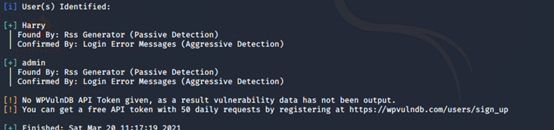 [i] User(s) Identified:
[+] Harry
| Found By: Rss Generator (Passive Detection)
| Confirmed By: Login Error Messages (Aggressive Detection)
[+] admin
| Found By: Rss Generator (Passive Detection)
| Confirmed By: Login Error Messages (Aggressive Detection)
[!] No WPVulnDB API Token given, as a result vulnerability data has not been output.
[!] You can get a free API token with 50 daily requests by registering at https://wpvulndb.com/users/sign_up
[+] Finished: Sat Mar 20 11:17:19 2021